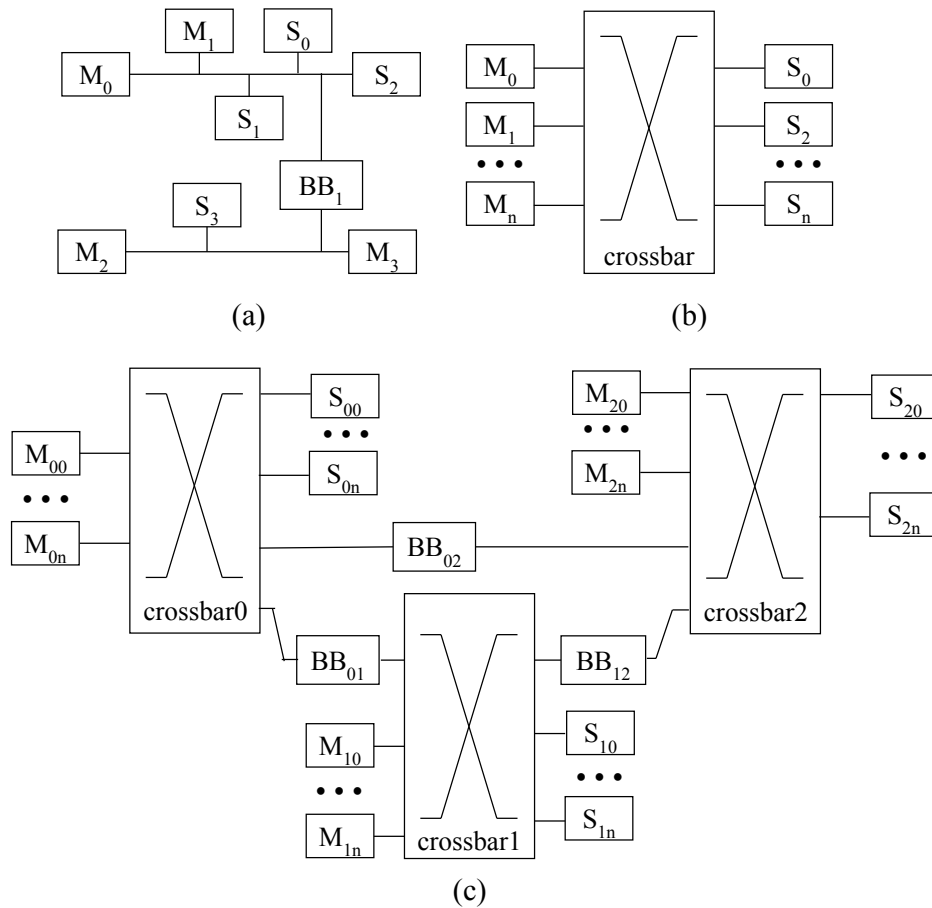 M₁ S₀
M₀ S₂
S₁
BB₁
S₃
M₂ M₃
(a)
M₀ S₀
M₁ S₂
• • • • • •
Mₙ Sₙ
crossbar
(b)
S₀₀
• • •
M₀₀ S₀ₙ
• • •
M₀ₙ
crossbar0
BB₀₂
M₂₀ S₂₀
• • • • • •
M₂ₙ
S₂ₙ
crossbar2
BB₀₁ BB₁₂
M₁₀ S₁₀
• • • • • •
M₁ₙ S₁ₙ
crossbar1
(c)